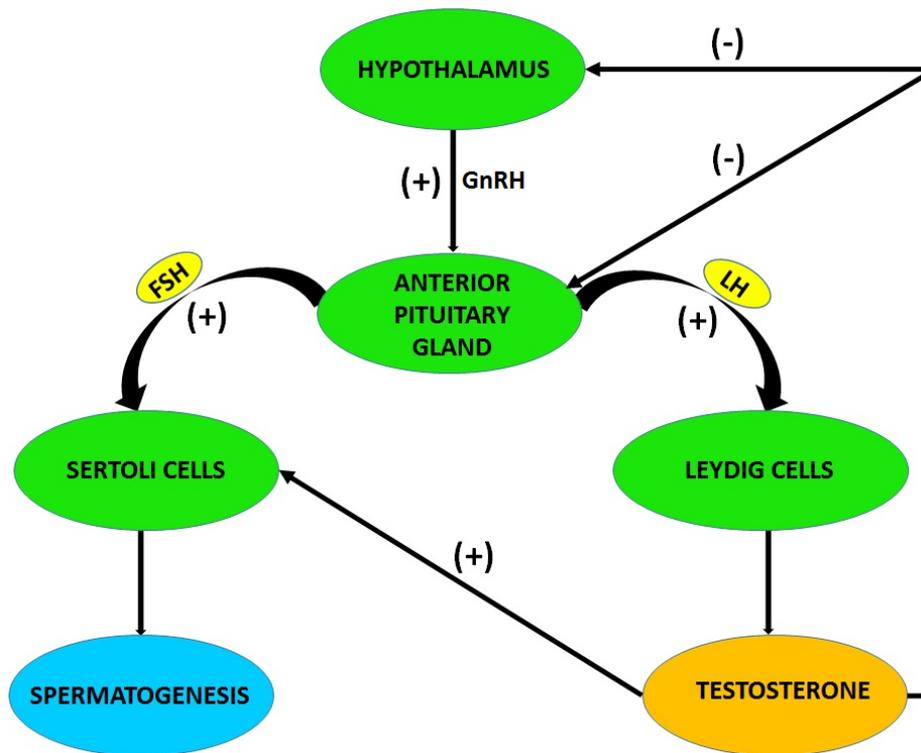 HYPOTHALAMUS
(-)
(-)
(+) GnRH
FSH
(+)
ANTERIOR
PITUITARY
GLAND
LH
(+)
SERTOLI CELLS
LEYDIG CELLS
(+)
SPERMATOGENESIS
TESTOSTERONE